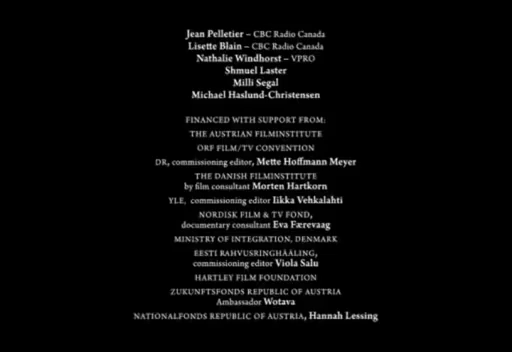 Jean Pelletier – CBC Radio Canada
Lisette Blain – CBC Radio Canada
Nathalie Windhorst – VPRO
Shmuel Laster
Milli Segal
Michael Haslund-Christensen
FINANCED WITH SUPPORT FROM:
THE AUSTRIAN FILMINSTITUTE
ORF FILM/TV CONVENTION
DR, commissioning editor, Mette Hoffmann Meyer
THE DANISH FILMINSTITUTE
by film consultant Morten Hartkorn
YLE, commissioning editor Iikka Vehkalahti
NORDISK FILM & TV FOND,
documentary consultant Eva Færevaag
MINISTRY OF INTEGRATION, DENMARK
EESTI RAHVUSRINGHÄÄLING,
commissioning editor Viola Salu
HARTLEY FILM FOUNDATION
ZUKUNFTSFONDS REPUBLIC OF AUSTRIA
Ambassador Wotava
NATIONALFONDS REPUBLIC OF AUSTRIA, Hannah Lessing